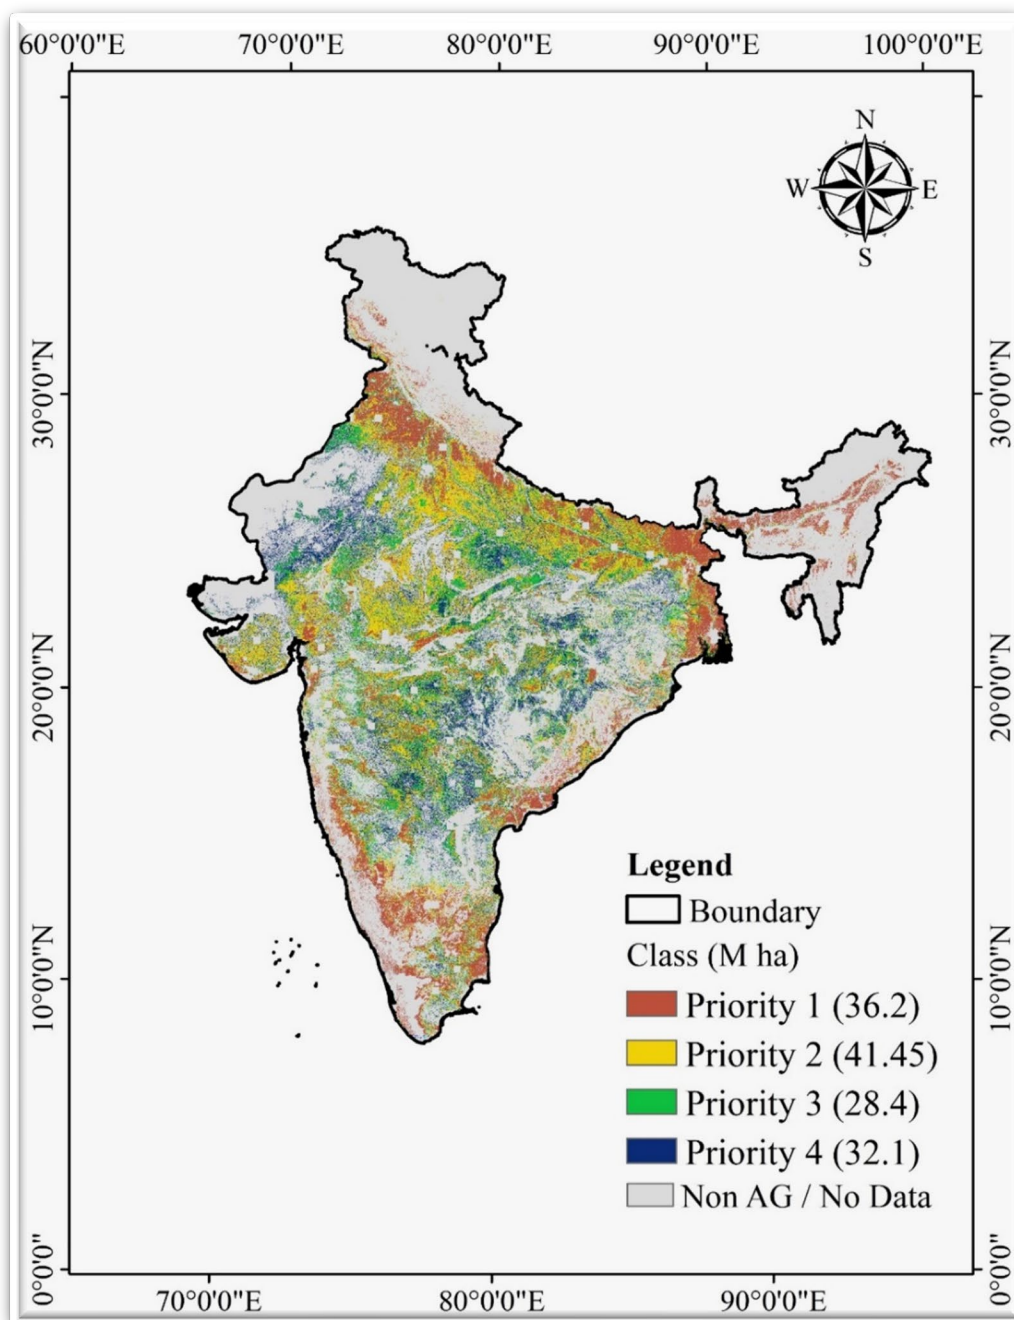 60°0'0"E 70°0'0"E 80°0'0"E 90°0'0"E 100°0'0"E
N
W E
S
30°0'0"N 30°0'0"N
20°0'0"N 20°0'0"N
Legend
Boundary
Class (M ha)
10°0'0"N 10°0'0"N
Priority 1 (36.2)
Priority 2 (41.45)
Priority 3 (28.4)
Priority 4 (32.1)
Non AG / No Data
0°0'0" 0°0'0"
70°0'0"E 80°0'0"E 90°0'0"E